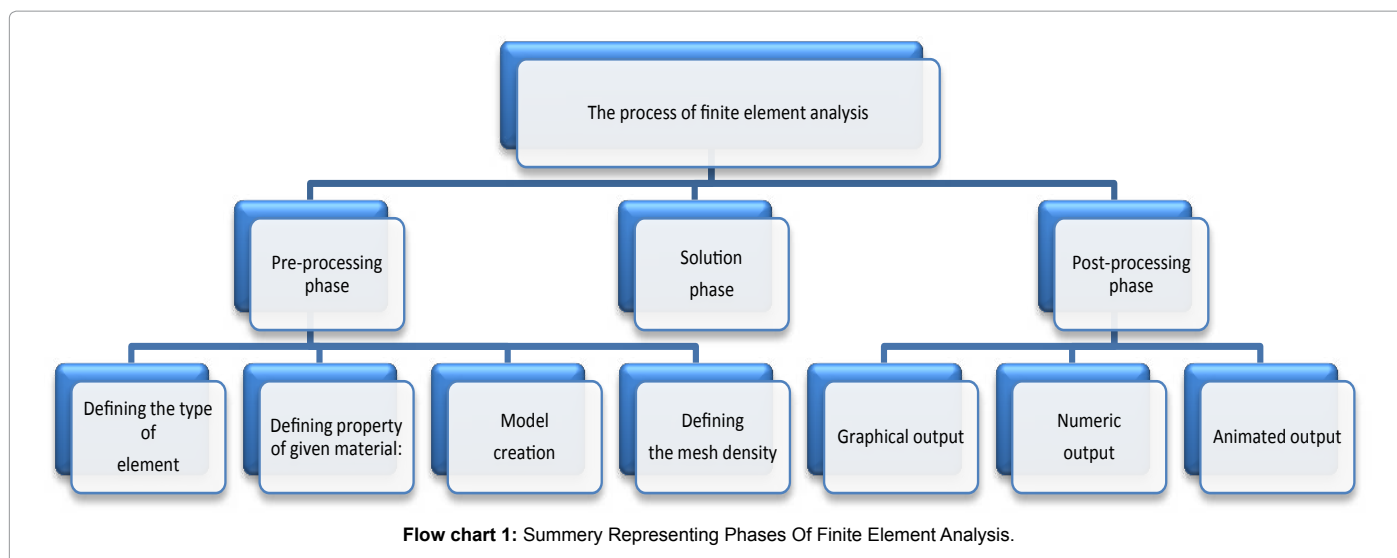 The process of finite element analysis
Pre-processing
phase
Solution
phase
Post-processing
phase
Defining the type
of
element
Defining property
of given material:
Model
creation
Defining
the mesh density
Graphical output
Numeric
output
Animated output
Flow chart 1: Summery Representing Phases Of Finite Element Analysis.